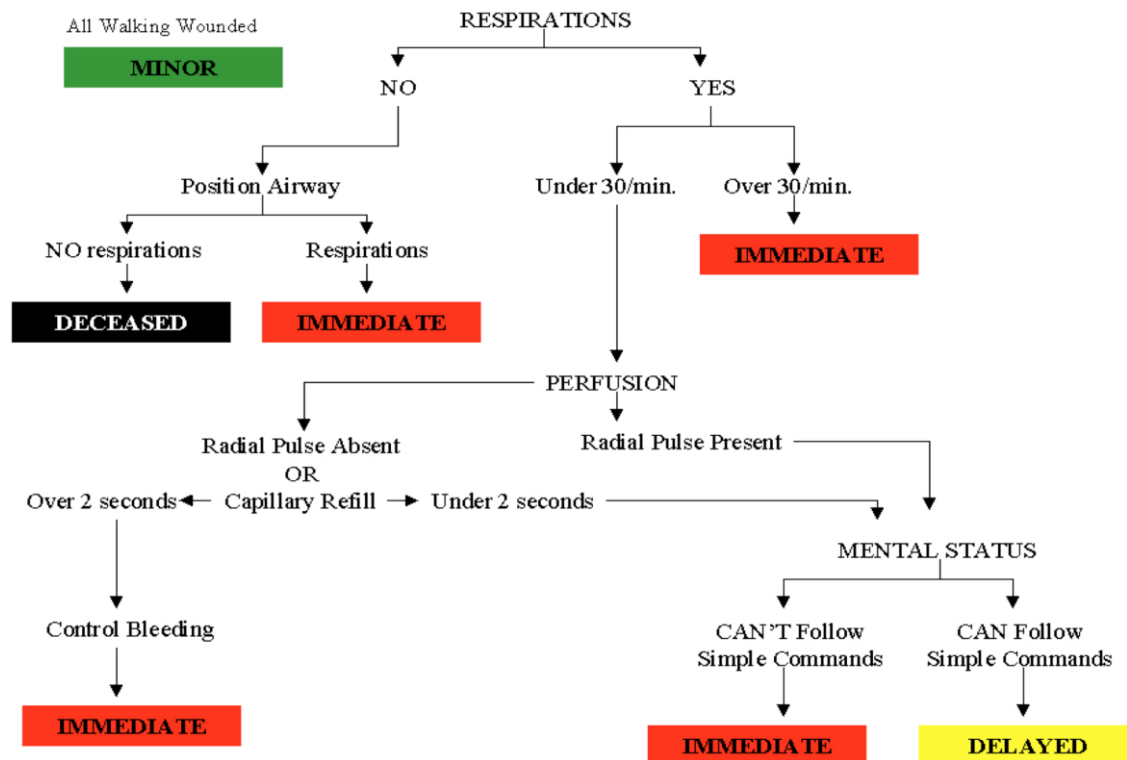 All Walking Wounded
MINOR
RESPIRATIONS
NO
YES
Position Airway
Under 30/min.
Over 30/min.
NO respirations
Respirations
IMMEDIATE
DECEASED
IMMEDIATE
PERFUSION
Radial Pulse Absent
OR
Radial Pulse Present
Over 2 seconds
Capillary Refill
Under 2 seconds
MENTAL STATUS
Control Bleeding
CAN'T Follow
Simple Commands
CAN Follow
Simple Commands
IMMEDIATE
IMMEDIATE
DELAYED